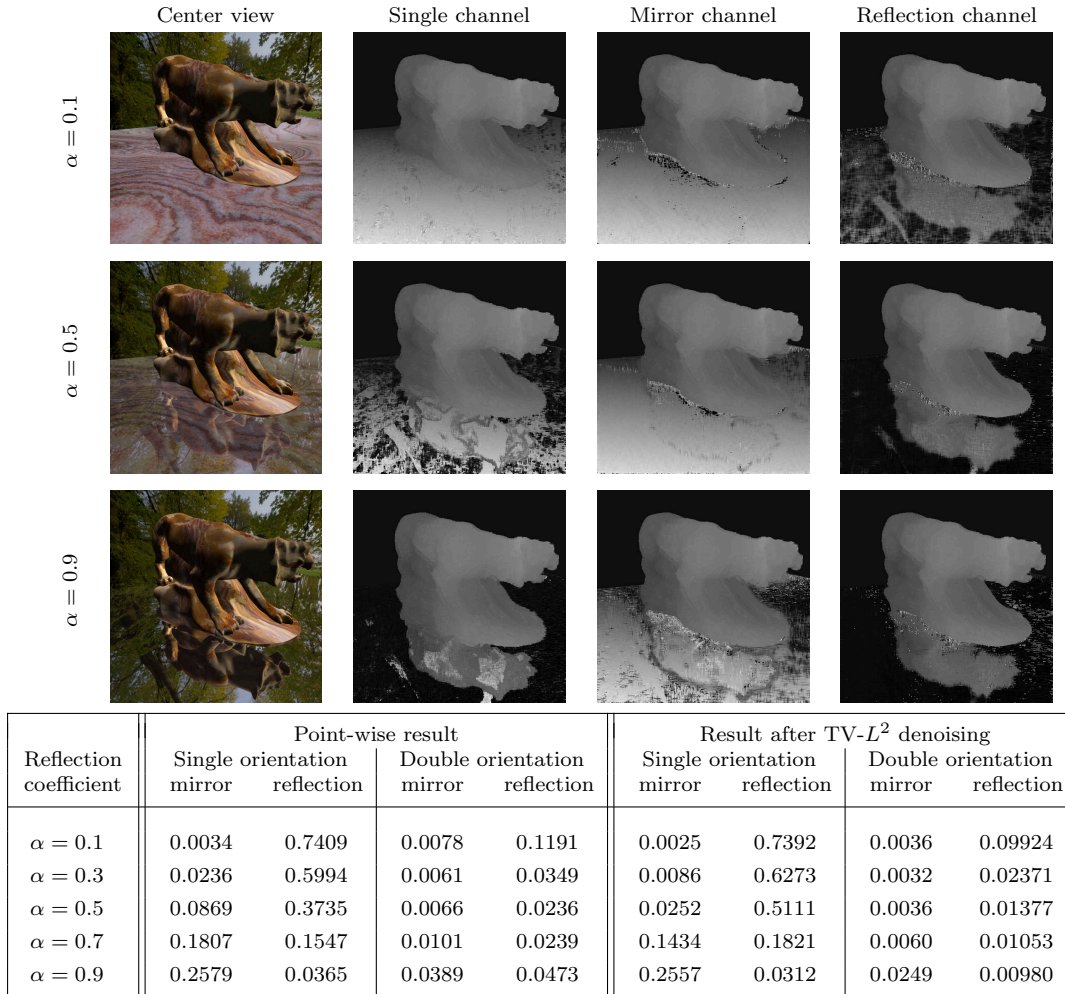 Center view Single channel Mirror channel Reflection channel
α = 0.1
α = 0.5
α = 0.9
Point-wise result Result after TV-L² denoising
Reflection Single orientation Double orientation Single orientation Double orientation
coefficient mirror reflection mirror reflection mirror reflection mirror reflection
α = 0.1 0.0034 0.7409 0.0078 0.1191 0.0025 0.7392 0.0036 0.09924
α = 0.3 0.0236 0.5994 0.0061 0.0349 0.0086 0.6273 0.0032 0.02371
α = 0.5 0.0869 0.3735 0.0066 0.0236 0.0252 0.5111 0.0036 0.01377
α = 0.7 0.1807 0.1547 0.0101 0.0239 0.1434 0.1821 0.0060 0.01053
α = 0.9 0.2579 0.0365 0.0389 0.0473 0.2557 0.0312 0.0249 0.00980